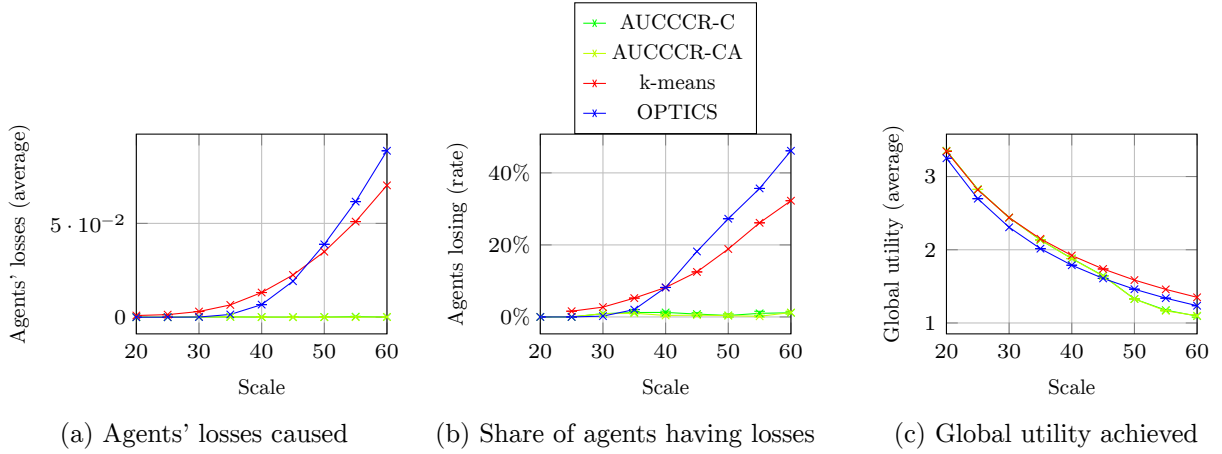 AUCCCR-C
AUCCCR-CA
k-means
OPTICS
Agents' losses (average)
5 · 10⁻²
0
20 30 40 50 60
Scale
(a) Agents' losses caused
Agents losing (rate)
40%
20%
0%
20 30 40 50 60
Scale
(b) Share of agents having losses
Global utility (average)
3
2
1
20 30 40 50 60
Scale
(c) Global utility achieved